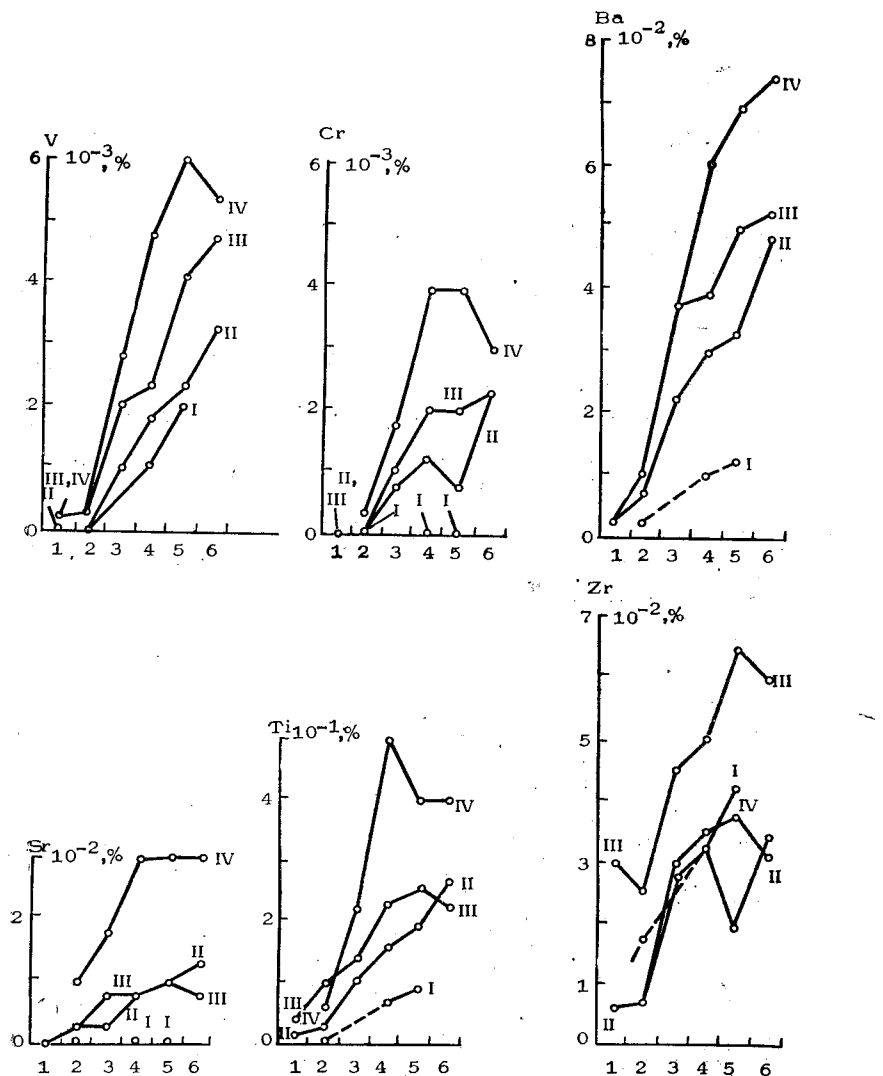 V
6 10⁻³,%
4
2
0
IV
III
II
I
III,IV
II
1 2 3 4 5 6
Cr
6 10⁻³,%
4
2
0
IV
III
II
II,
III
I
I
I
1 2 3 4 5 6
Ba
8 10⁻²,%
6
4
2
0
IV
III
II
I
1 2 3 4 5 6
Sr 10⁻²,%
2
0
IV
II
III
III
II
I
I
1 2 3 4 5 6
Ti 10⁻¹,%
4
2
0
IV
II
III
I
III
IV
II
1 2 3 4 5 6
Zr
7 10⁻²,%
5
3
1
0
III
I
IV
II
III
II
1 2 3 4 5 6